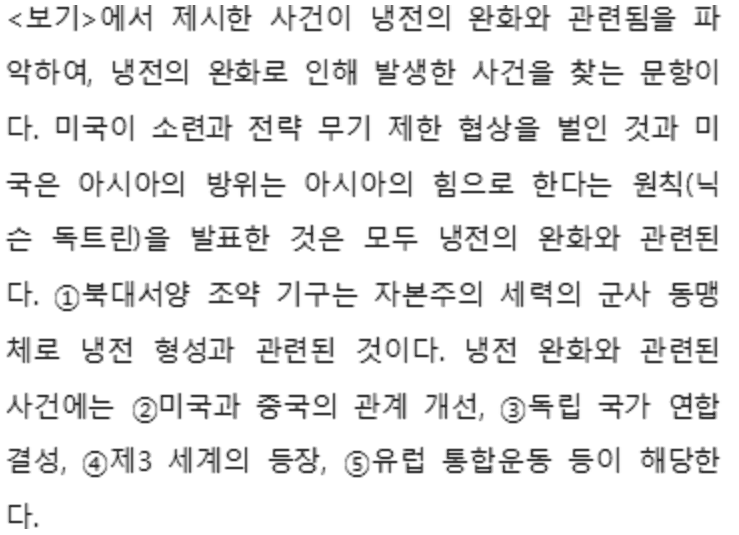 <보기>에서 제시한 사건이 냉전의 완화와 관련됨을 파
악하여, 냉전의 완화로 인해 발생한 사건을 찾는 문항이
다. 미국이 소련과 전략 무기 제한 협상을 벌인 것과 미
국은 아시아의 방위는 아시아의 힘으로 한다는 원칙(닉
슨 독트린)을 발표한 것은 모두 냉전의 완화와 관련된
다. ①북대서양 조약 기구는 자본주의 세력의 군사 동맹
체로 냉전 형성과 관련된 것이다. 냉전 완화와 관련된
사건에는 ②미국과 중국의 관계 개선, ③독립 국가 연합
결성, ④제3 세계의 등장, ⑤유럽 통합운동 등이 해당한
다.